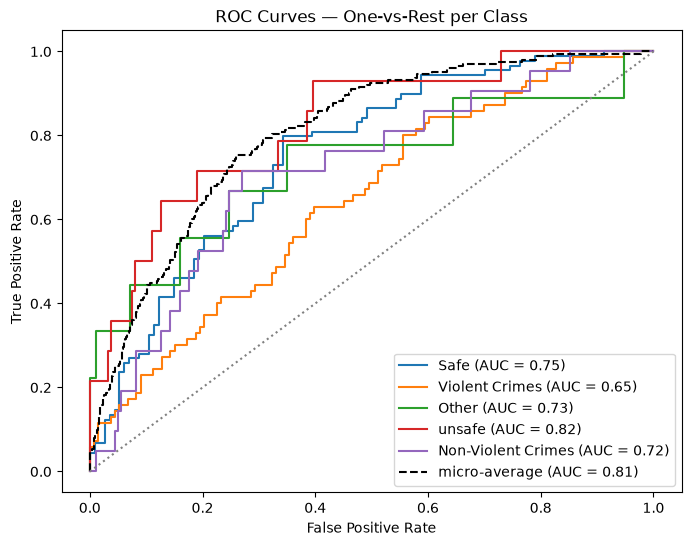 ROC Curves — One-vs-Rest per Class
True Positive Rate
1.0
0.8
0.6
0.4
0.2
0.0
Safe (AUC = 0.75)
Violent Crimes (AUC = 0.65)
Other (AUC = 0.73)
unsafe (AUC = 0.82)
Non-Violent Crimes (AUC = 0.72)
micro-average (AUC = 0.81)
0.0 0.2 0.4 0.6 0.8 1.0
False Positive Rate